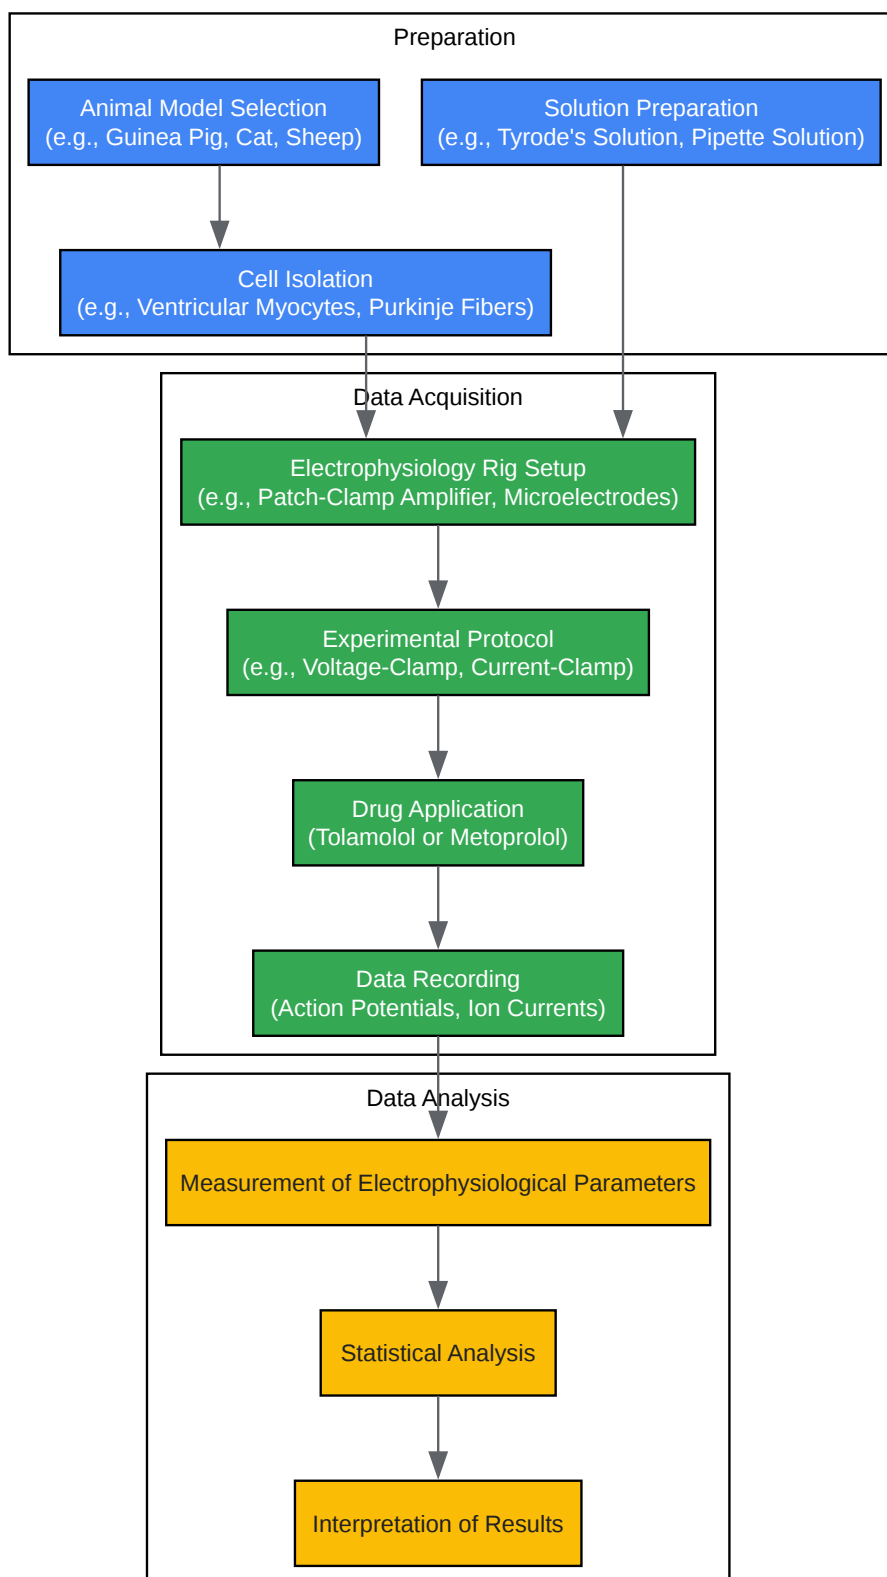 Preparation
Animal Model Selection
(e.g., Guinea Pig, Cat, Sheep)
Solution Preparation
(e.g., Tyrode's Solution, Pipette Solution)
Cell Isolation
(e.g., Ventricular Myocytes, Purkinje Fibers)
Data Acquisition
Electrophysiology Rig Setup
(e.g., Patch-Clamp Amplifier, Microelectrodes)
Experimental Protocol
(e.g., Voltage-Clamp, Current-Clamp)
Drug Application
(Tolamolol or Metoprolol)
Data Recording
(Action Potentials, Ion Currents)
Data Analysis
Measurement of Electrophysiological Parameters
Statistical Analysis
Interpretation of Results